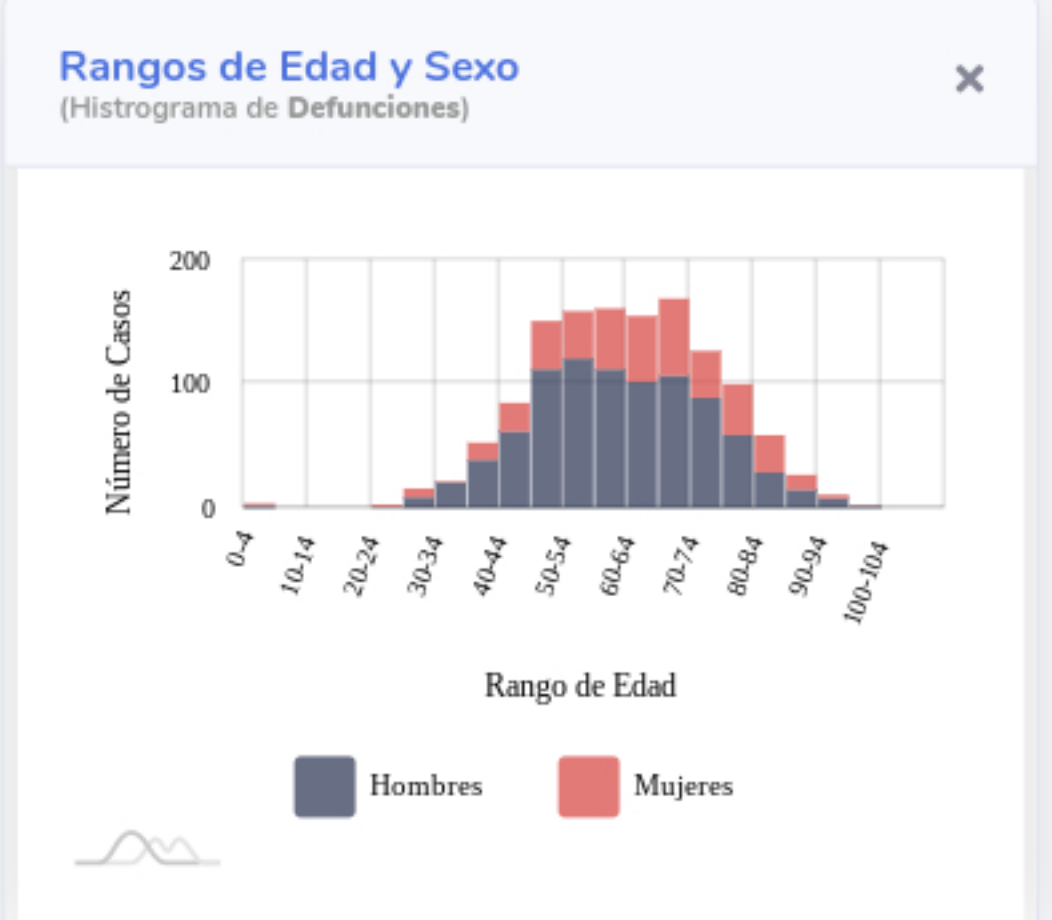 Rangos de Edad y Sexo
(Histrograma de Defunciones)
×
200
100
0
Número de Casos
0-4
10-14
20-24
30-34
40-44
50-54
60-64
70-74
80-84
90-94
100-104
Rango de Edad
Hombres
Mujeres